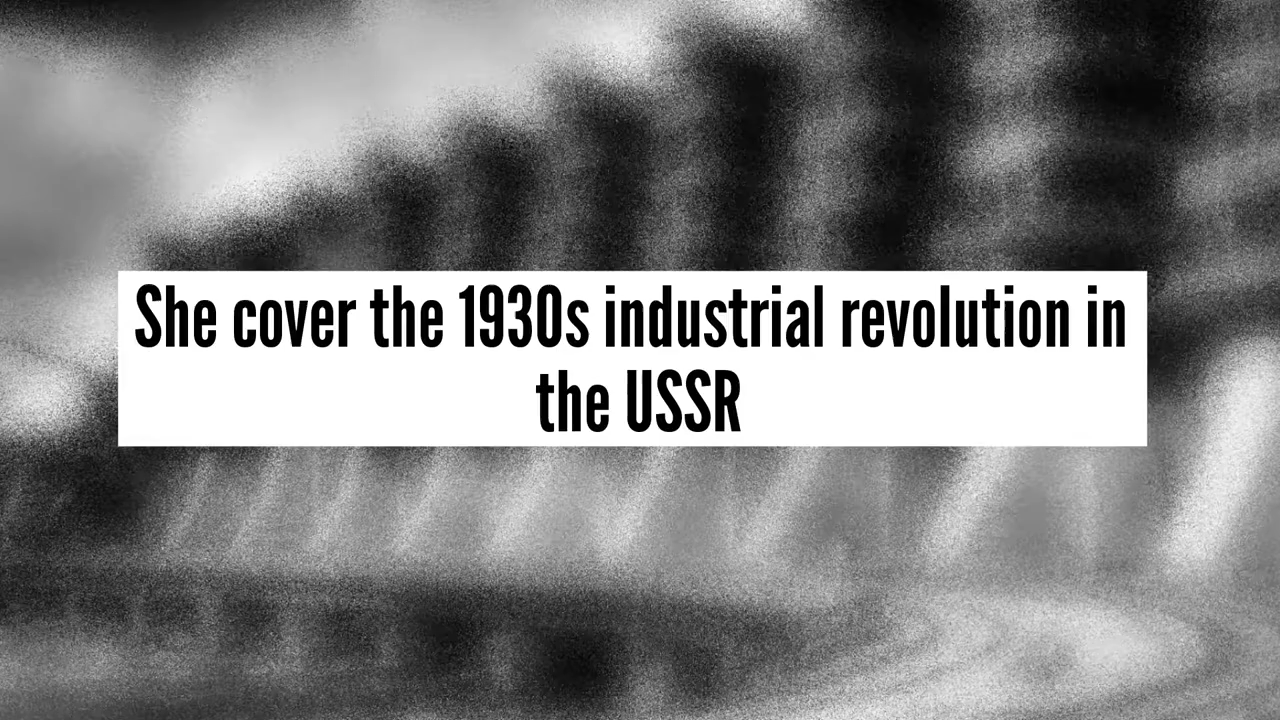 She cover the 1930s industrial revolution in
the USSR